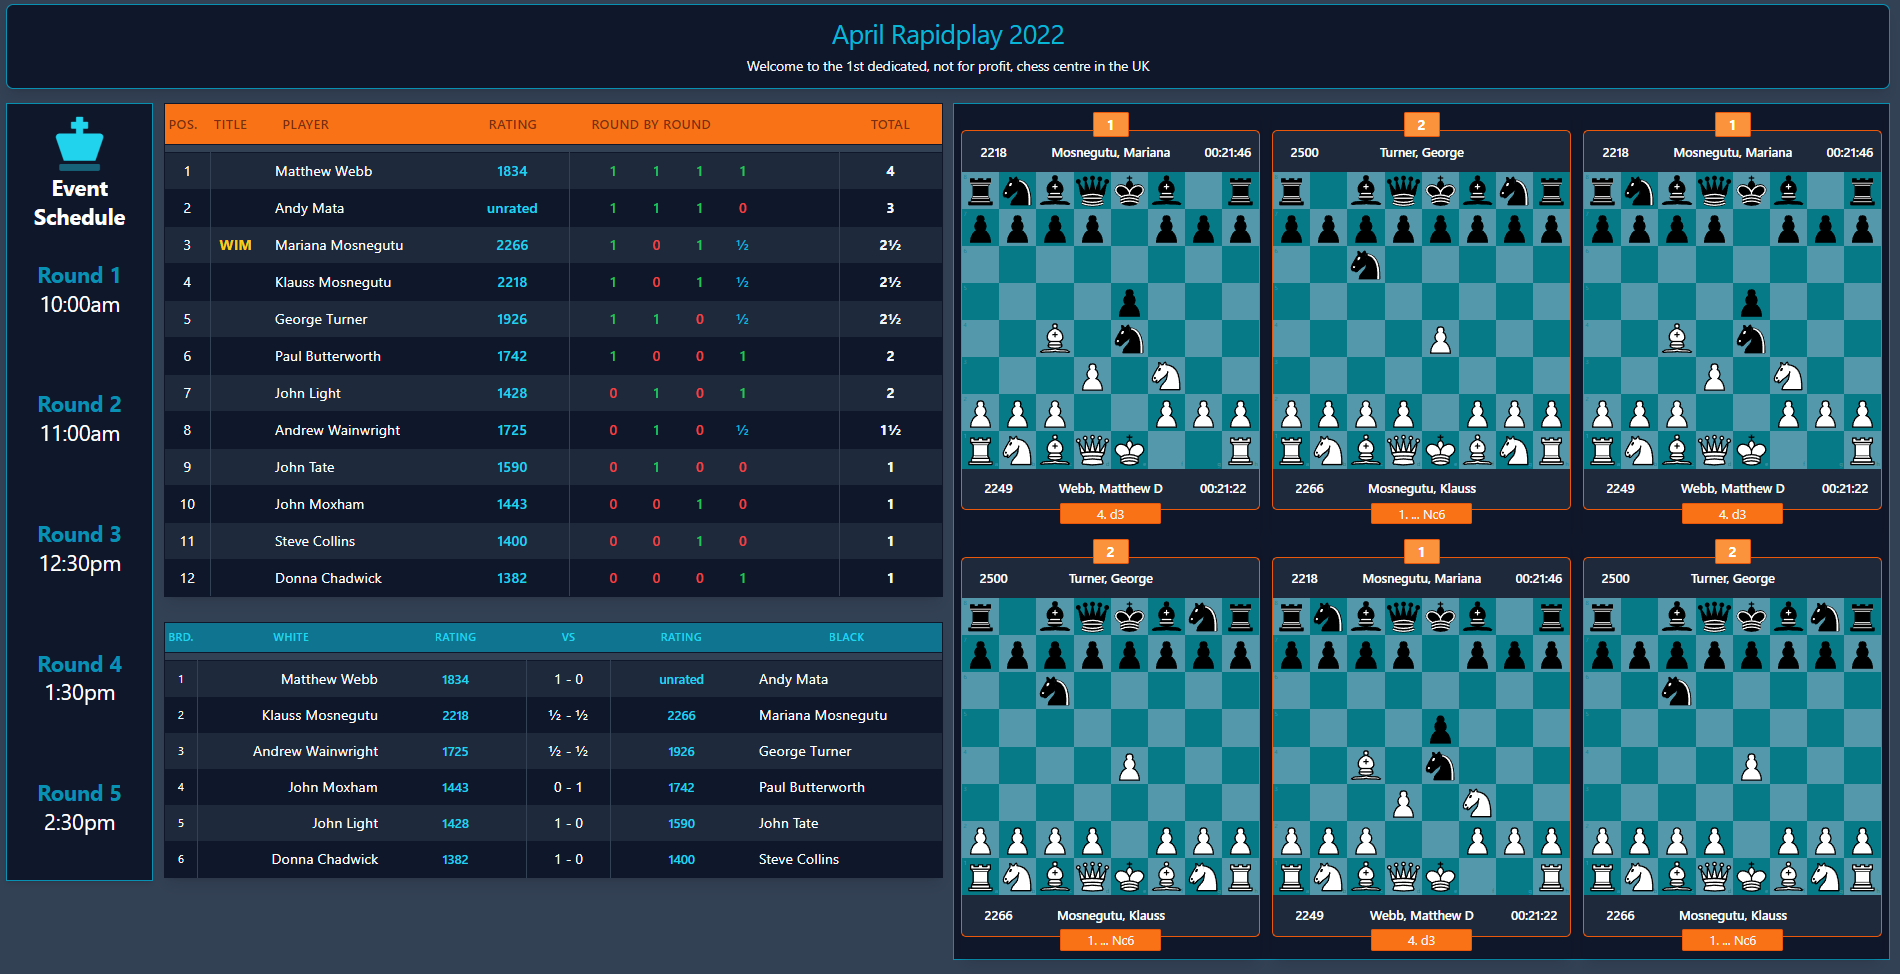 April Rapidplay 2022
Welcome to the 1st dedicated, not for profit, chess centre in the UK
Event
Schedule
Round 1
10:00am
Round 2
11:00am
Round 3
12:30pm
Round 4
1:30pm
Round 5
2:30pm
POS. TITLE PLAYER RATING ROUND BY ROUND TOTAL
1 Matthew Webb 1834 1 1 1 1 4
2 Andy Mata unrated 1 1 1 0 3
3 WIM Mariana Mosnegutu 2266 1 0 1 ½ 2½
4 Klauss Mosnegutu 2218 1 0 1 ½ 2½
5 George Turner 1926 1 1 0 ½ 2½
6 Paul Butterworth 1742 1 0 0 1 2
7 John Light 1428 0 1 0 1 2
8 Andrew Wainwright 1725 0 1 0 ½ 1½
9 John Tate 1590 0 1 0 0 1
10 John Moxham 1443 0 0 1 0 1
11 Steve Collins 1400 0 0 1 0 1
12 Donna Chadwick 1382 0 0 0 1 1
BRD. WHITE RATING VS RATING BLACK
1 Matthew Webb 1834 1 - 0 unrated Andy Mata
2 Klauss Mosnegutu 2218 ½ - ½ 2266 Mariana Mosnegutu
3 Andrew Wainwright 1725 ½ - ½ 1926 George Turner
4 John Moxham 1443 0 - 1 1742 Paul Butterworth
5 John Light 1428 1 - 0 1590 John Tate
6 Donna Chadwick 1382 1 - 0 1400 Steve Collins
1
2218 Mosnegutu, Mariana 00:21:46
2249 Webb, Matthew D 00:21:22
4. d3
2
2500 Turner, George
2266 Mosnegutu, Klauss
1. ... Nc6
1
2218 Mosnegutu, Mariana 00:21:46
2249 Webb, Matthew D 00:21:22
4. d3
2
2500 Turner, George
2266 Mosnegutu, Klauss
1. ... Nc6
1
2218 Mosnegutu, Mariana 00:21:46
2249 Webb, Matthew D 00:21:22
4. d3
2
2500 Turner, George
2266 Mosnegutu, Klauss
1. ... Nc6